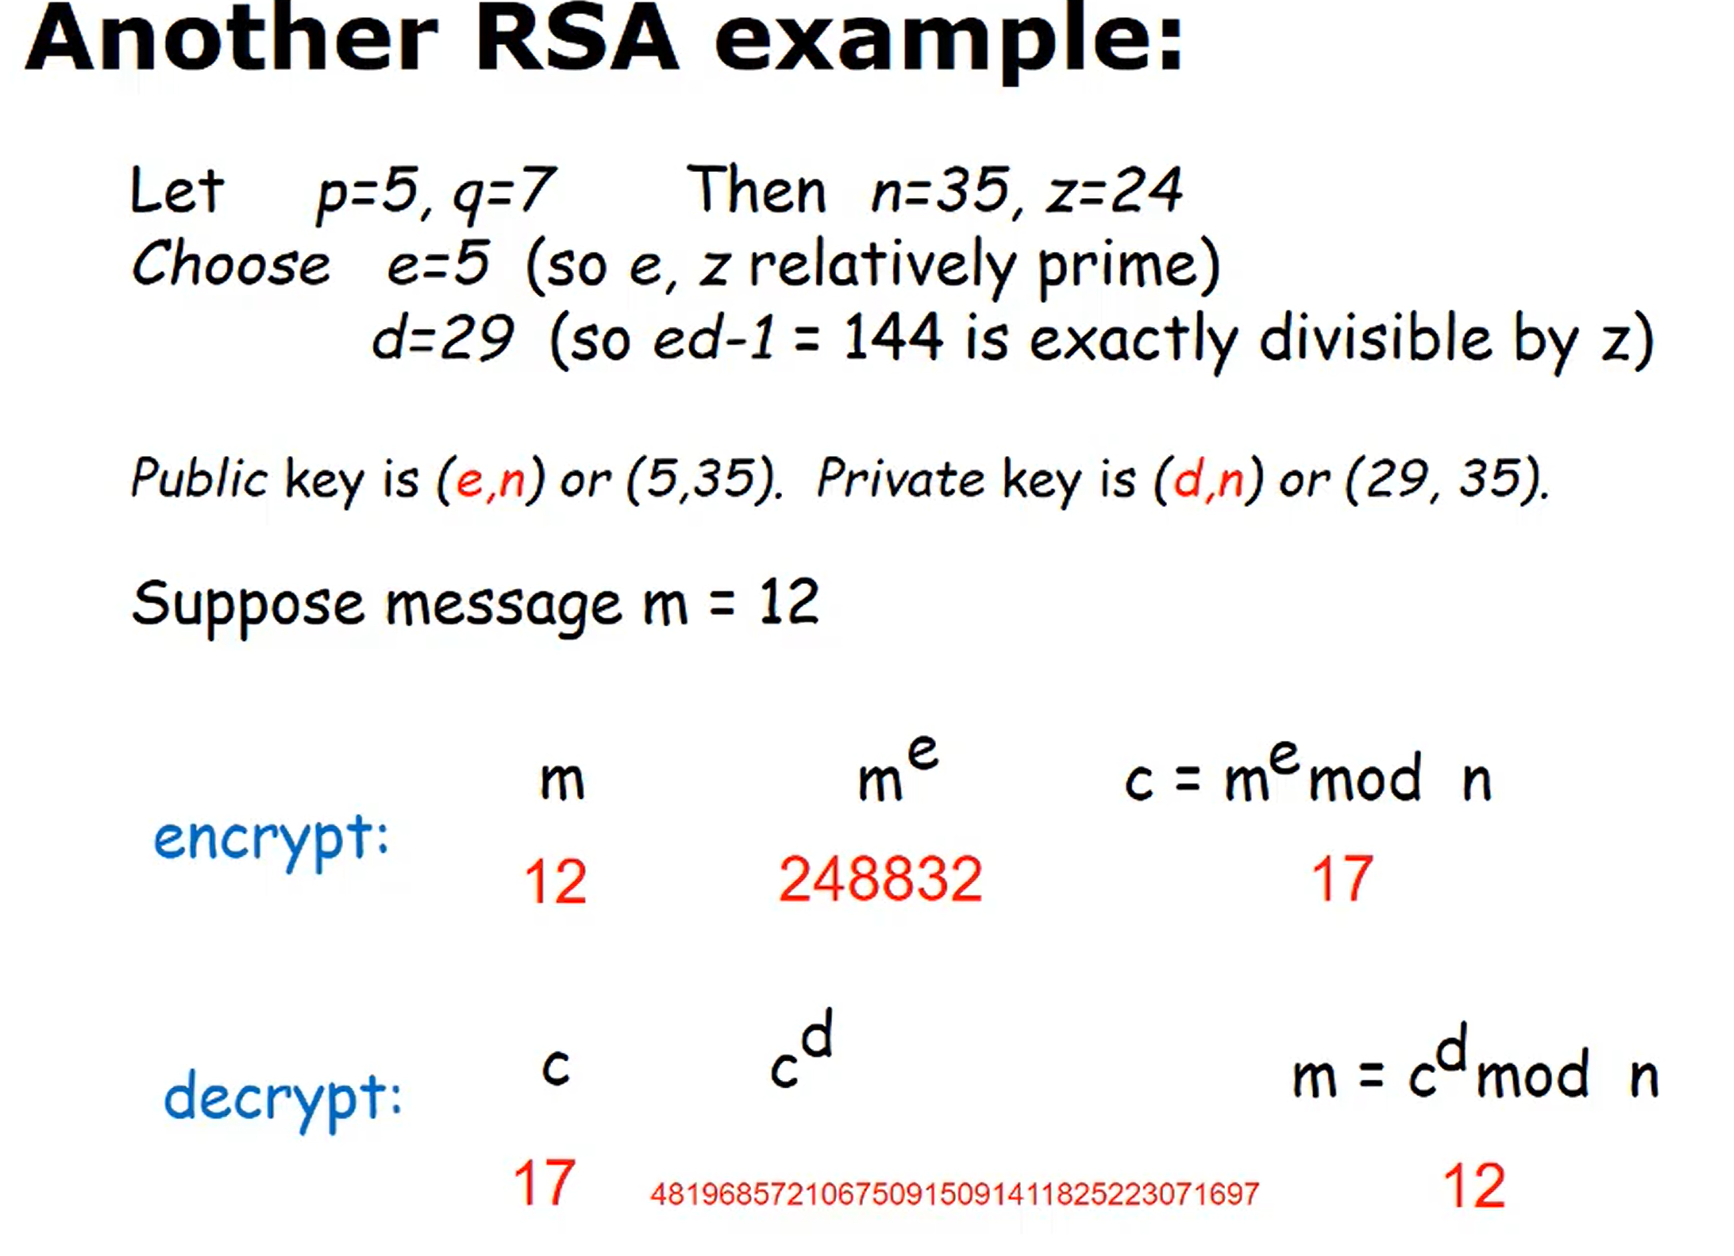 Another RSA example:
Let p=5, q=7 Then n=35, z=24
Choose e=5 (so e, z relatively prime)
d=29 (so ed-1 = 144 is exactly divisible by z)
Public key is (e,n) or (5,35). Private key is (d,n) or (29, 35).
Suppose message m = 12
encrypt: m m^e c = m^e mod n
12 248832 17
decrypt: c c^d m = c^d mod n
17 481968572106750915091411825223071697 12